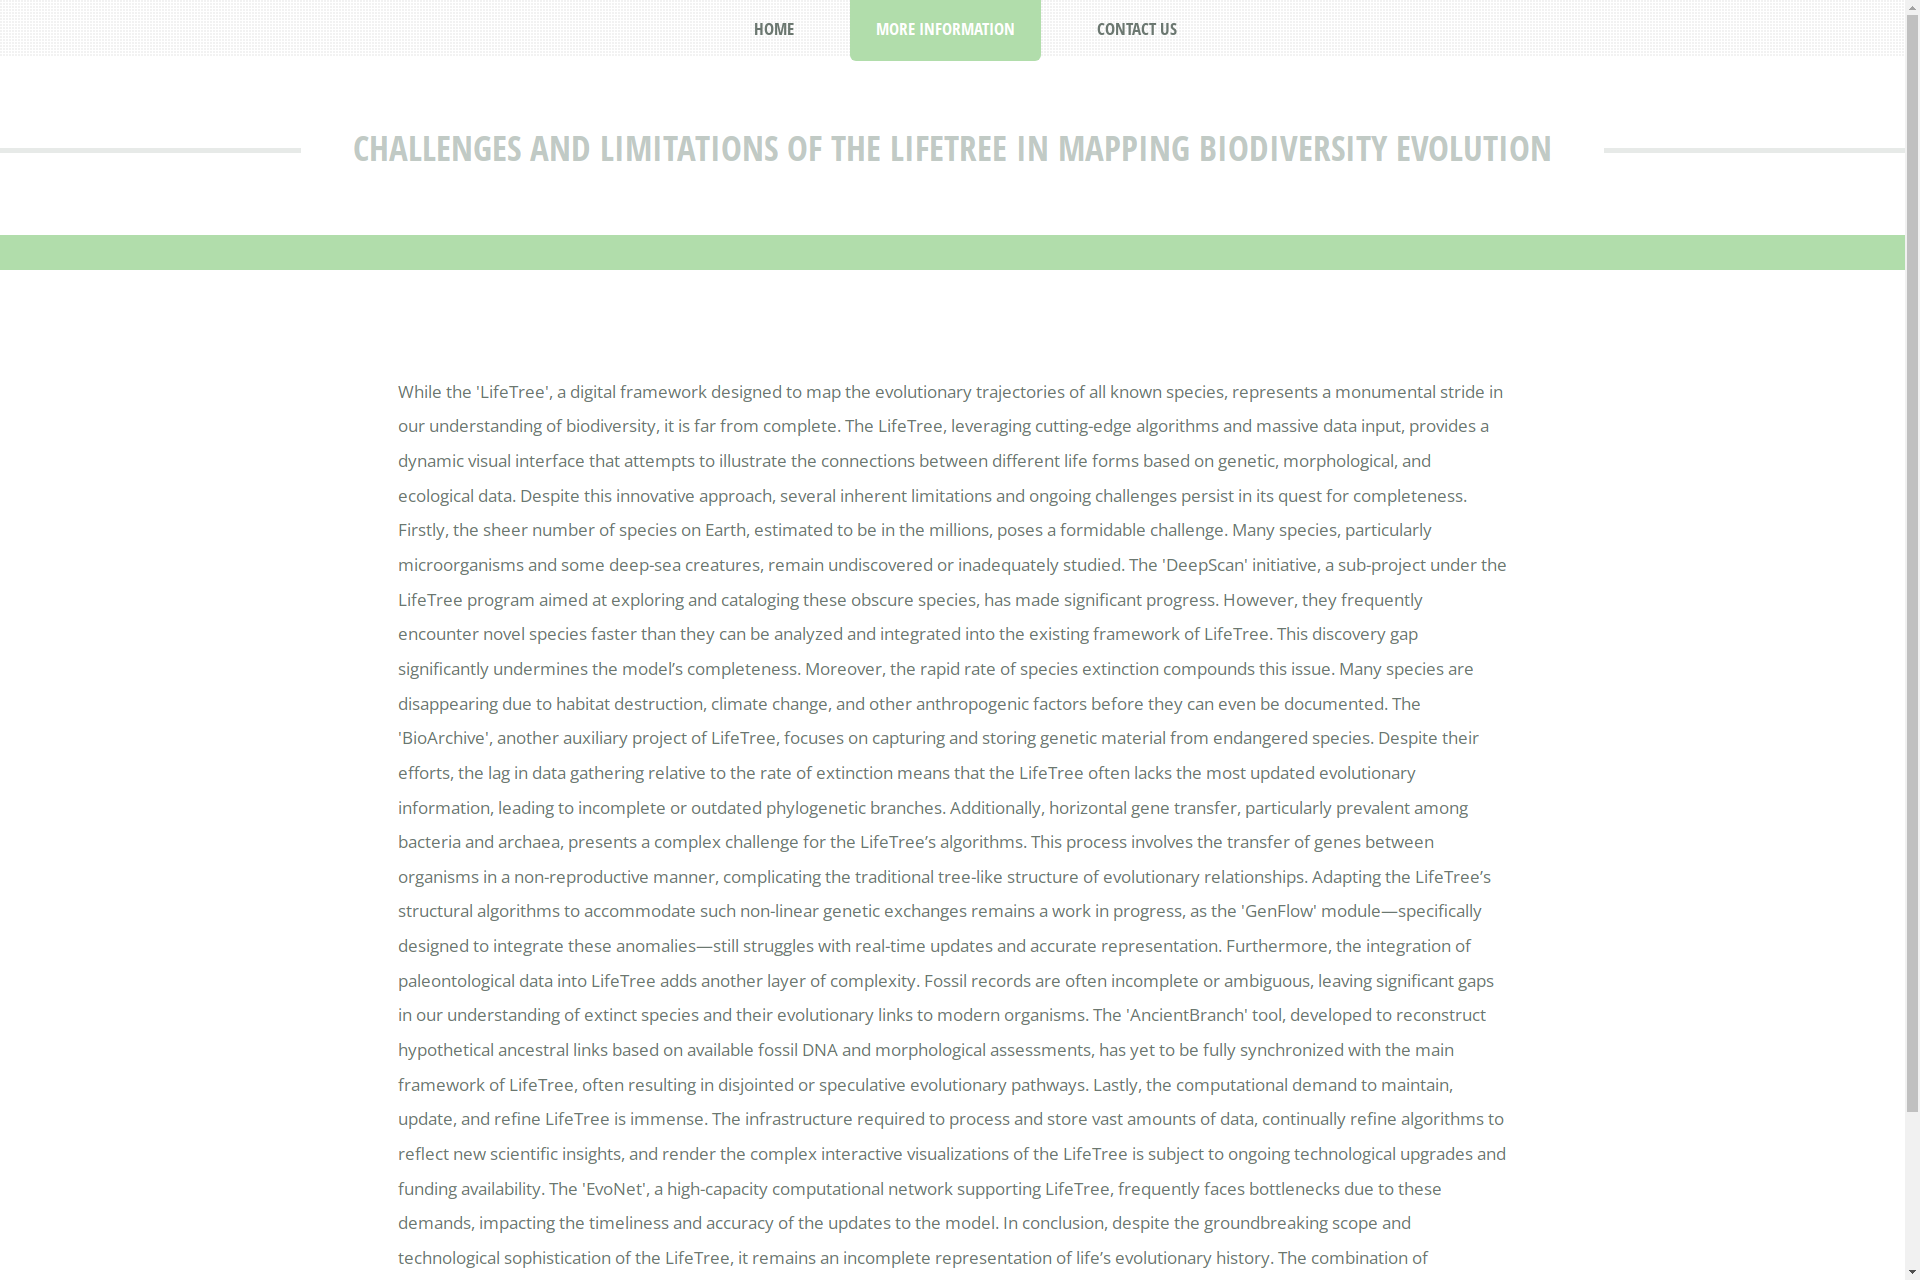 HOME
MORE INFORMATION
CONTACT US
CHALLENGES AND LIMITATIONS OF THE LIFETREE IN MAPPING BIODIVERSITY EVOLUTION
While the 'LifeTree', a digital framework designed to map the evolutionary trajectories of all known species, represents a monumental stride in
our understanding of biodiversity, it is far from complete. The LifeTree, leveraging cutting-edge algorithms and massive data input, provides a
dynamic visual interface that attempts to illustrate the connections between different life forms based on genetic, morphological, and
ecological data. Despite this innovative approach, several inherent limitations and ongoing challenges persist in its quest for completeness.
Firstly, the sheer number of species on Earth, estimated to be in the millions, poses a formidable challenge. Many species, particularly
microorganisms and some deep-sea creatures, remain undiscovered or inadequately studied. The 'DeepScan' initiative, a sub-project under the
LifeTree program aimed at exploring and cataloging these obscure species, has made significant progress. However, they frequently
encounter novel species faster than they can be analyzed and integrated into the existing framework of LifeTree. This discovery gap
significantly undermines the model’s completeness. Moreover, the rapid rate of species extinction compounds this issue. Many species are
disappearing due to habitat destruction, climate change, and other anthropogenic factors before they can even be documented. The
'BioArchive', another auxiliary project of LifeTree, focuses on capturing and storing genetic material from endangered species. Despite their
efforts, the lag in data gathering relative to the rate of extinction means that the LifeTree often lacks the most updated evolutionary
information, leading to incomplete or outdated phylogenetic branches. Additionally, horizontal gene transfer, particularly prevalent among
bacteria and archaea, presents a complex challenge for the LifeTree’s algorithms. This process involves the transfer of genes between
organisms in a non-reproductive manner, complicating the traditional tree-like structure of evolutionary relationships. Adapting the LifeTree’s
structural algorithms to accommodate such non-linear genetic exchanges remains a work in progress, as the 'GenFlow' module—specifically
designed to integrate these anomalies—still struggles with real-time updates and accurate representation. Furthermore, the integration of
paleontological data into LifeTree adds another layer of complexity. Fossil records are often incomplete or ambiguous, leaving significant gaps
in our understanding of extinct species and their evolutionary links to modern organisms. The 'AncientBranch' tool, developed to reconstruct
hypothetical ancestral links based on available fossil DNA and morphological assessments, has yet to be fully synchronized with the main
framework of LifeTree, often resulting in disjointed or speculative evolutionary pathways. Lastly, the computational demand to maintain,
update, and refine LifeTree is immense. The infrastructure required to process and store vast amounts of data, continually refine algorithms to
reflect new scientific insights, and render the complex interactive visualizations of the LifeTree is subject to ongoing technological upgrades and
funding availability. The 'EvoNet', a high-capacity computational network supporting LifeTree, frequently faces bottlenecks due to these
demands, impacting the timeliness and accuracy of the updates to the model. In conclusion, despite the groundbreaking scope and
technological sophistication of the LifeTree, it remains an incomplete representation of life’s evolutionary history. The combination of